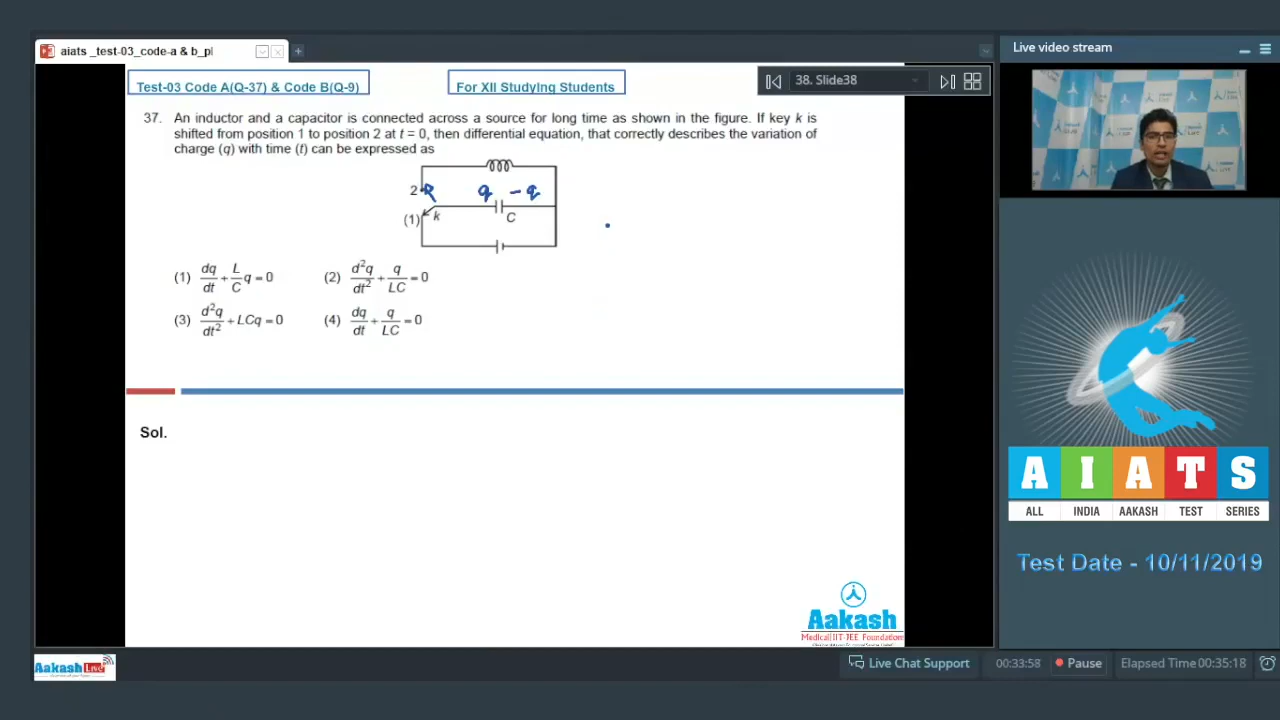 aiats _test-03_code-a & b_p
Live video stream
Test-03 Code A(Q-37) & Code B(Q-9)
For XII Studying Students
38. Slide38
37. An inductor and a capacitor is connected across a source for long time as shown in the figure. If key k is
shifted from position 1 to position 2 at t = 0, then differential equation, that correctly describes the variation of
charge (q) with time (t) can be expressed as
2 q −q
(1) k C
(1) dq/dt + L/C q = 0 (2) d²q/dt² + q/LC = 0
(3) d²q/dt² + LCq = 0 (4) dq/dt + q/LC = 0
Sol.
A I A T S
ALL INDIA AAKASH TEST SERIES
Test Date - 10/11/2019
Aakash
Medical|IIT-JEE|Foundations
Aakash Live
Live Chat Support
00:33:58
Pause
Elapsed Time 00:35:18